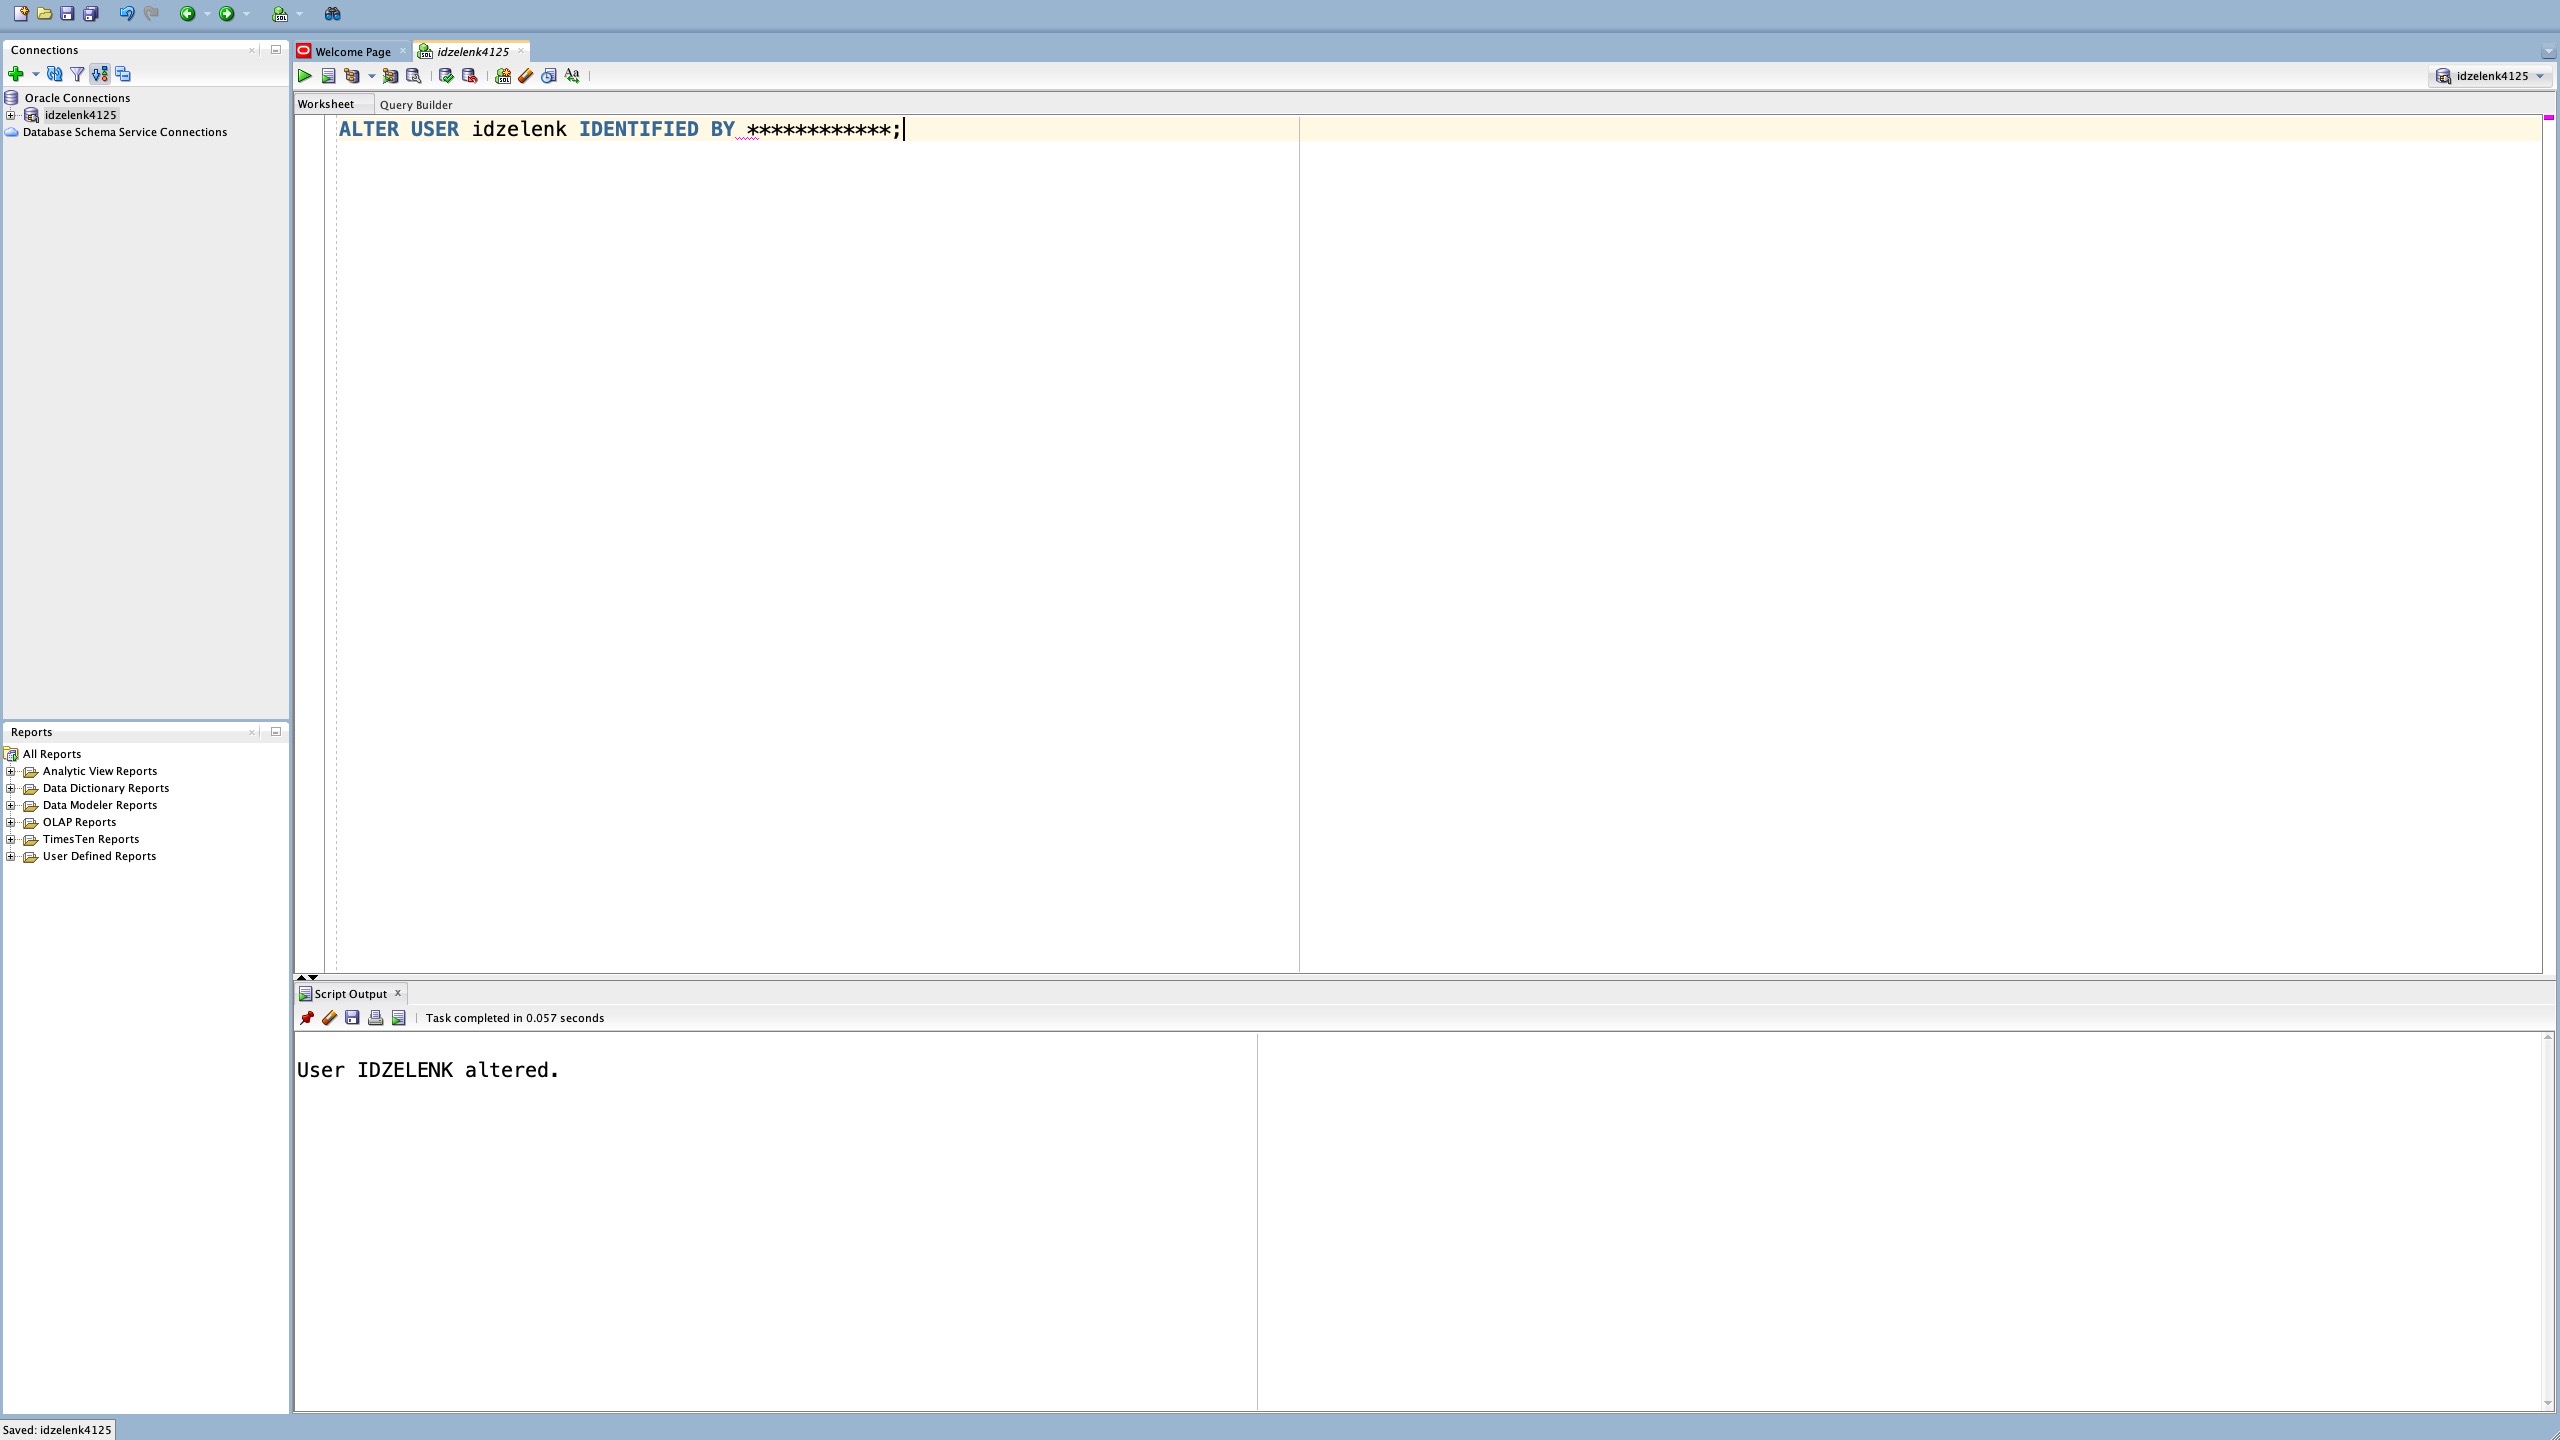 Connections
Oracle Connections
idzelenk4125
Database Schema Service Connections
Reports
All Reports
Analytic View Reports
Data Dictionary Reports
Data Modeler Reports
OLAP Reports
TimesTen Reports
User Defined Reports
Welcome Page
idzelenk4125
idzelenk4125
Worksheet
Query Builder
ALTER USER idzelenk IDENTIFIED BY ************;
Script Output
Task completed in 0.057 seconds
User IDZELENK altered.
Saved: idzelenk4125